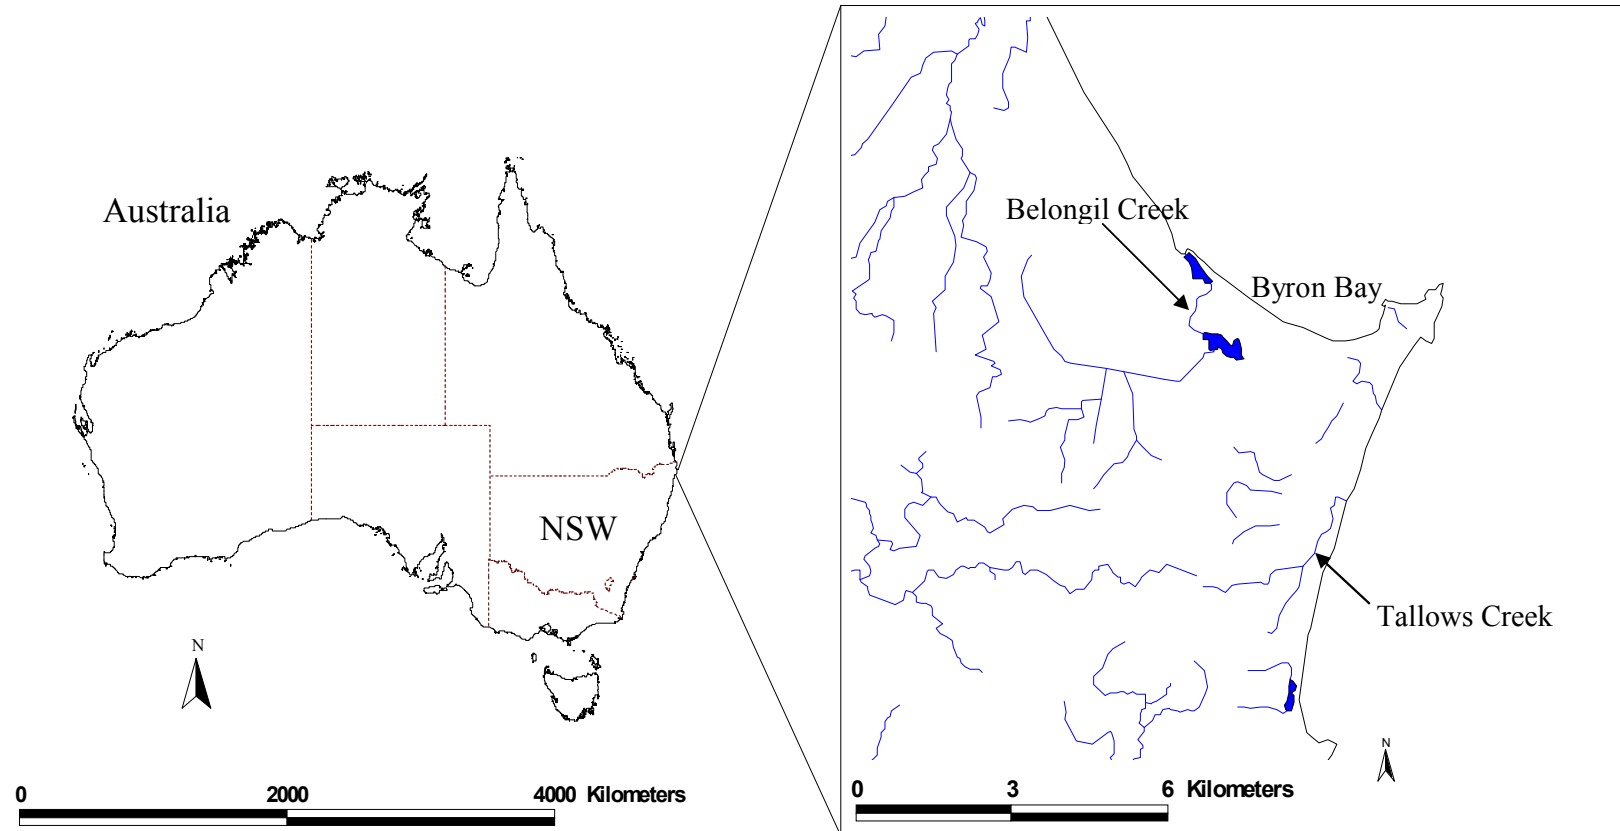 Australia
NSW
N
0 2000 4000 Kilometers
Belongil Creek
Byron Bay
Tallows Creek
N
0 3 6 Kilometers